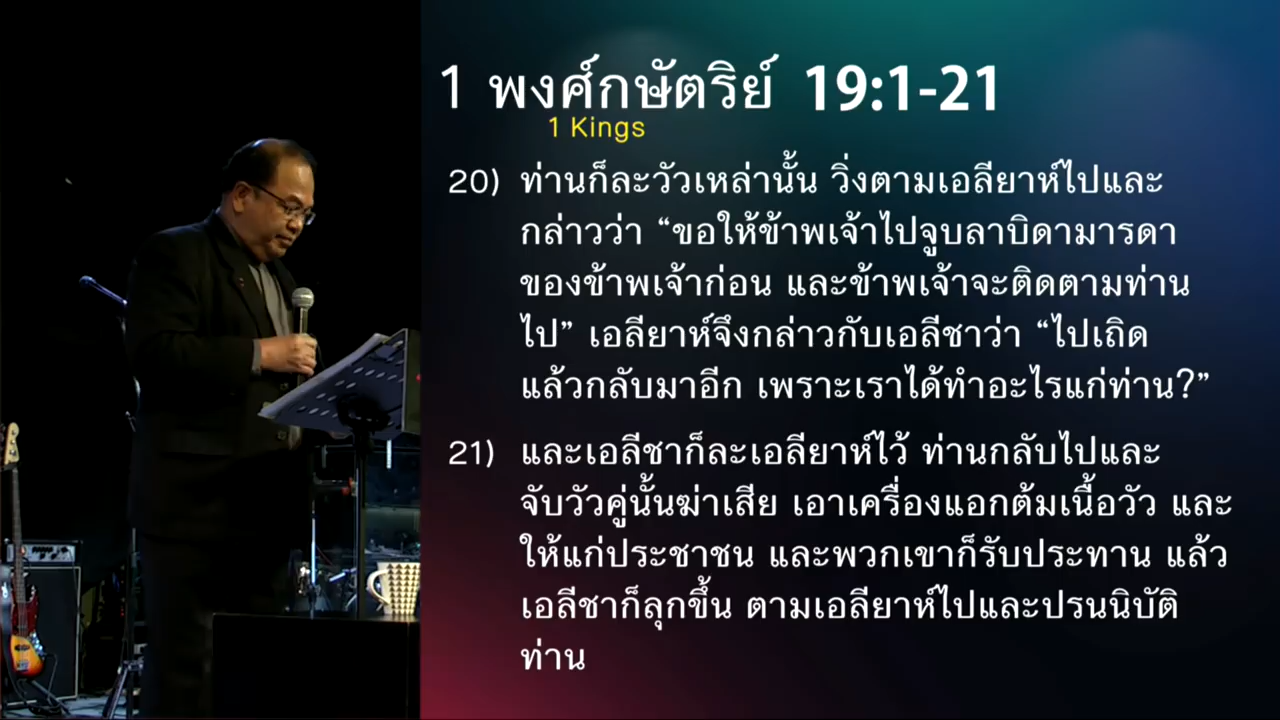 1 พงศ์กษัตริย์ 19:1-21
1 Kings
20) ท่านก็ละวัวเหล่านั้น วิ่งตามเอลียาห์ไปและ
กล่าวว่า “ขอให้ข้าพเจ้าไปจูบลาบิดามารดา
ของข้าพเจ้าก่อน และข้าพเจ้าจะติดตามท่าน
ไป” เอลียาห์จึงกล่าวกับเอลีชาว่า “ไปเถิด
แล้วกลับมาอีก เพราะเราได้ทำอะไรแก่ท่าน?”
21) และเอลีชาก็ละเอลียาห์ไว้ ท่านกลับไปและ
จับวัวคู่นั้นฆ่าเสีย เอาเครื่องแอกต้มเนื้อวัว และ
ให้แก่ประชาชน และพวกเขาก็รับประทาน แล้ว
เอลีชาก็ลุกขึ้น ตามเอลียาห์ไปและปรนนิบัติ
ท่าน